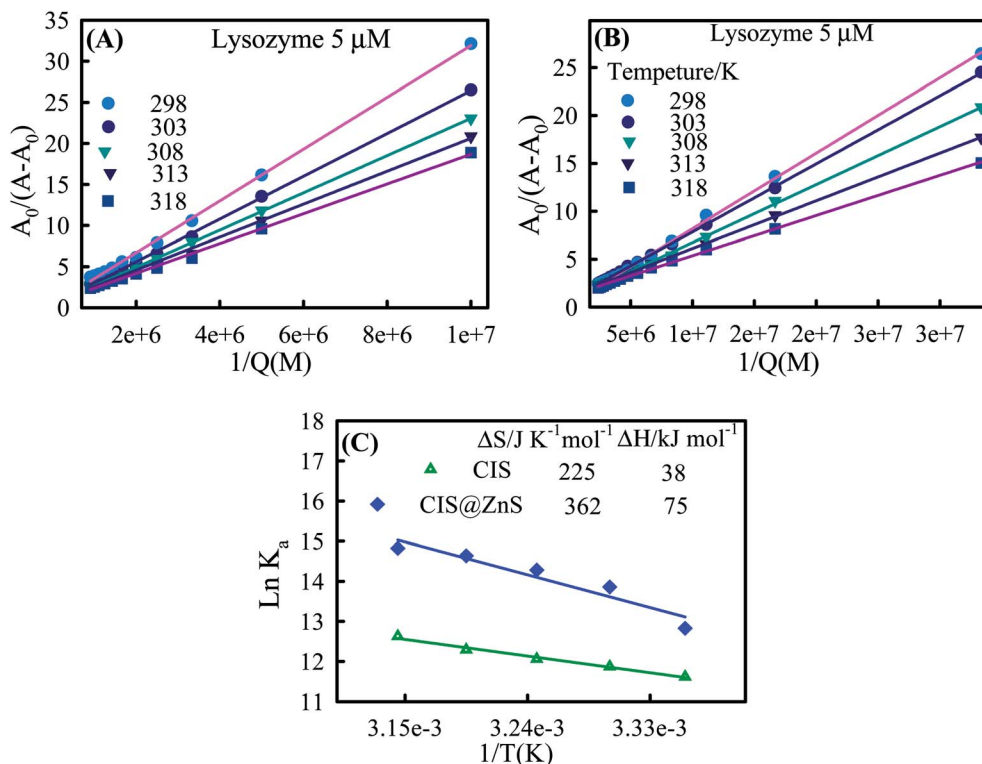 (A)
Lysozyme 5 μM
298
303
308
313
318
35
30
25
20
15
10
5
0
A₀/(A-A₀)
2e+6 4e+6 6e+6 8e+6 1e+7
1/Q(M)
(B)
Lysozyme 5 μM
Tempeture/K
298
303
308
313
318
25
20
15
10
5
0
A₀/(A-A₀)
5e+6 1e+7 2e+7 2e+7 3e+7 3e+7
1/Q(M)
(C)
ΔS/J K⁻¹mol⁻¹ ΔH/kJ mol⁻¹
CIS 225 38
CIS@ZnS 362 75
18
17
16
15
14
13
12
11
Ln Kₐ
3.15e-3 3.24e-3 3.33e-3
1/T(K)